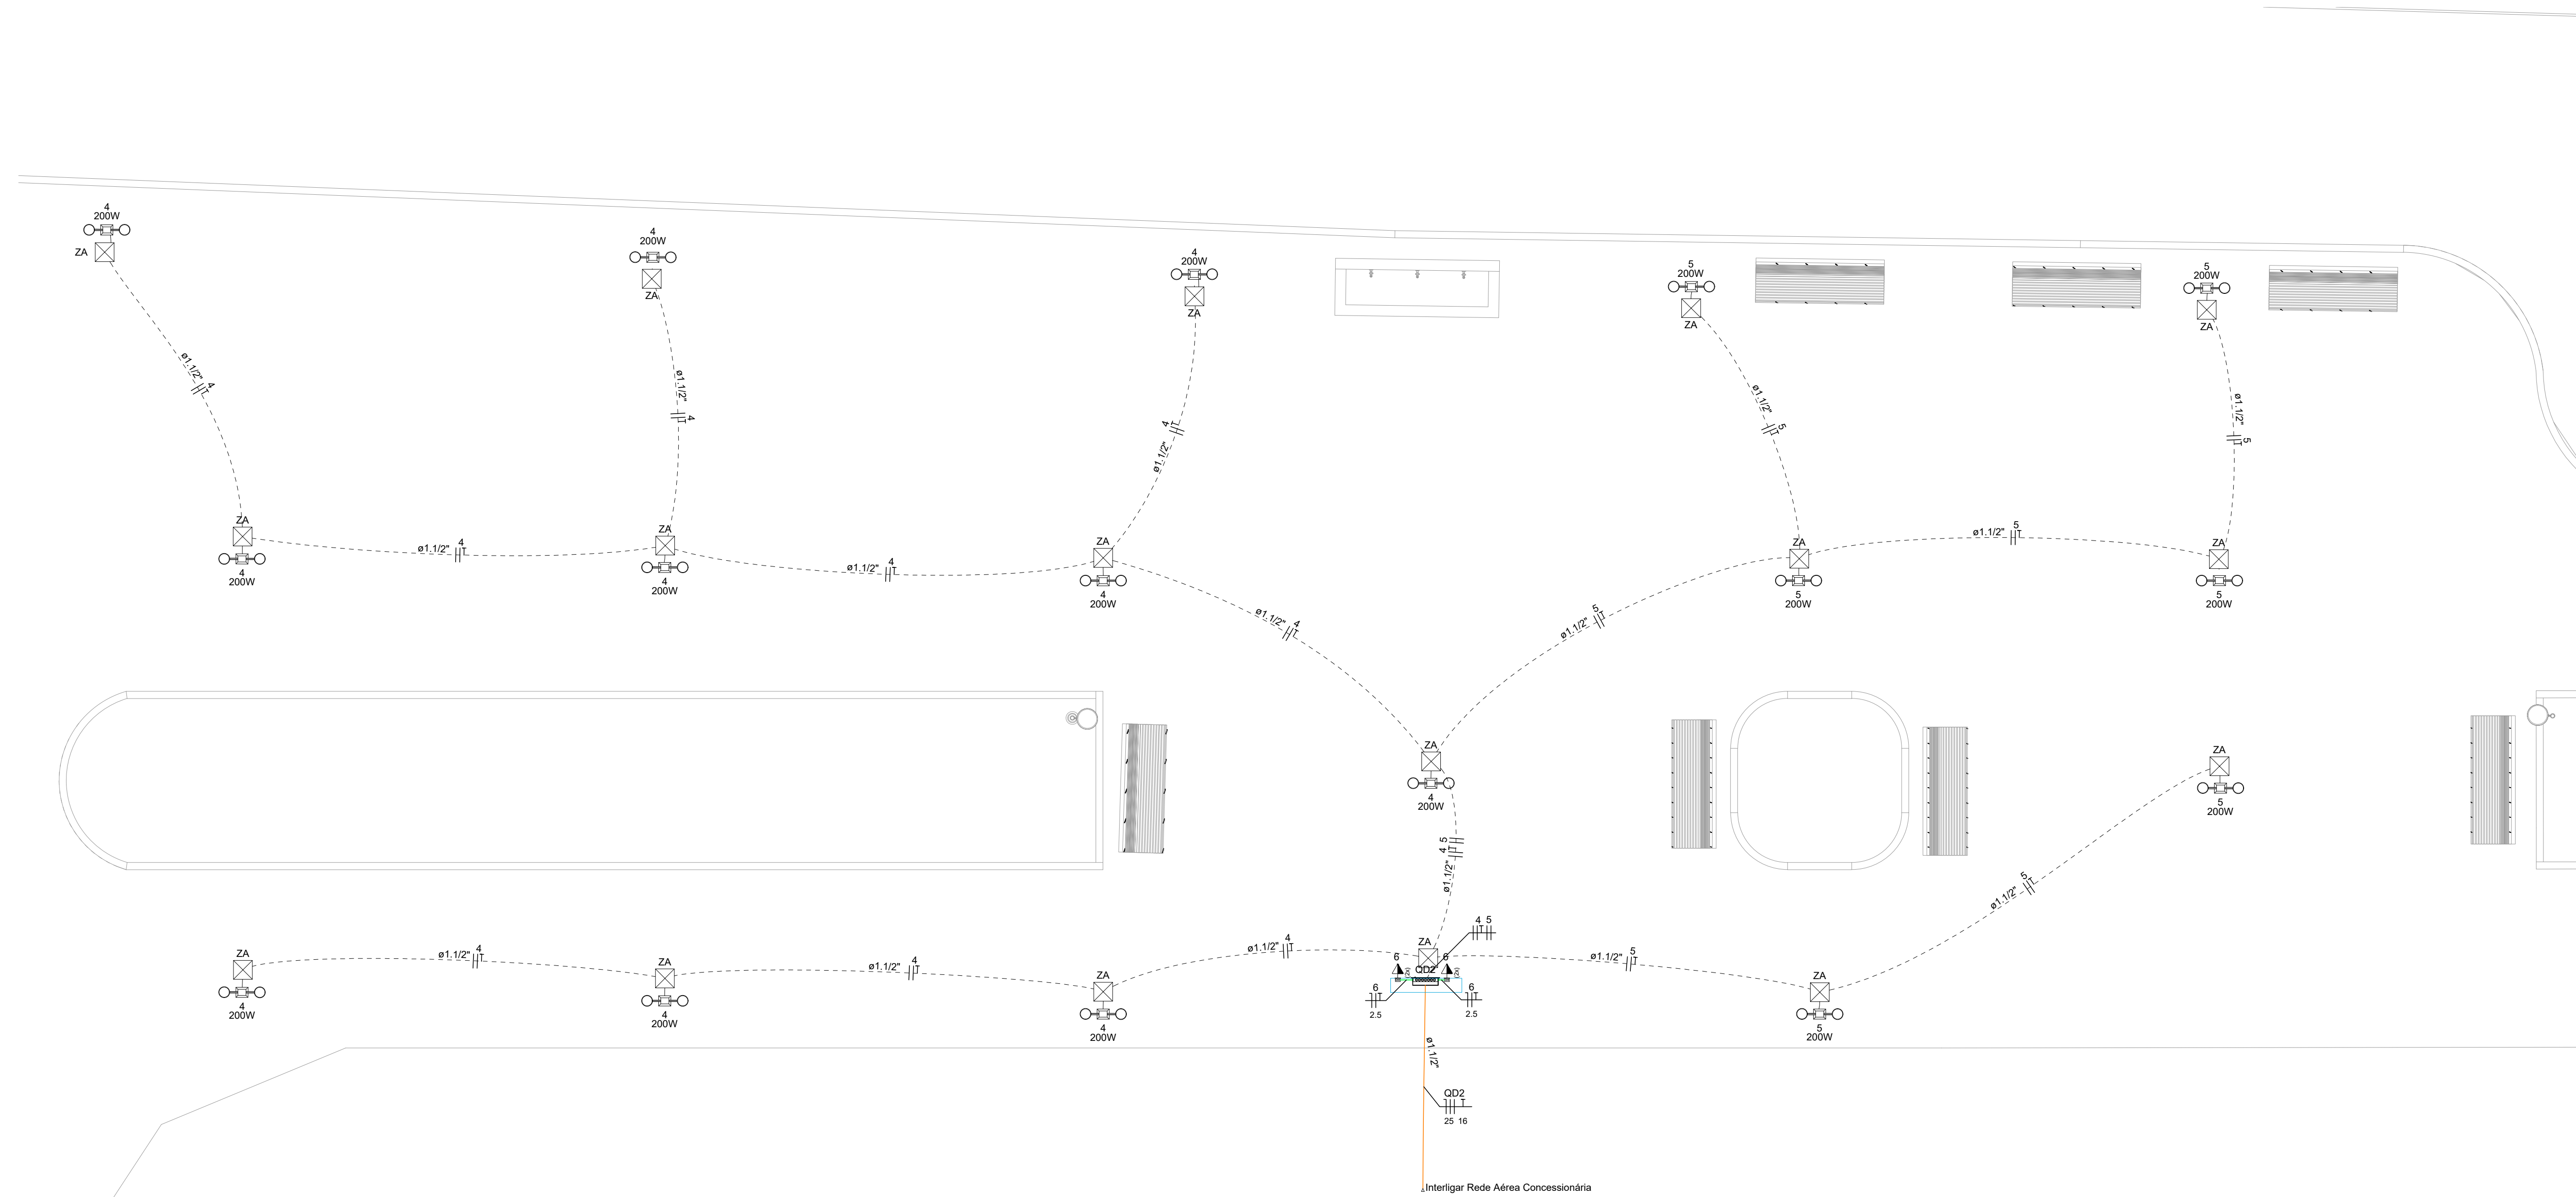 4
200W
ZA
4
200W
ZA
4
200W
ZA
5
200W
ZA
5
200W
ZA
ø1.1/2" 4
ø1.1/2" 4
ø1.1/2" 4
ø1.1/2" 5
ø1.1/2" 5
ZA
4
200W
ø1.1/2" 4
ZA
4
200W
ø1.1/2" 4
ZA
4
200W
ø1.1/2" 4
ø1.1/2" 5
ZA
5
200W
ø1.1/2" 5
ZA
5
200W
ZA
4
200W
ZA
5
200W
ø1.1/2" 4 5
ø1.1/2" 5
ZA
4
200W
ø1.1/2" 4
ZA
4
200W
ø1.1/2" 4
ZA
4
200W
ø1.1/2" 4
ZA
4 5
6
(2x)
QD2
6
(2x)
6
2.5
6
2.5
ø1.1/2" 5
ZA
5
200W
ø1.1/2"
QD2
25 16
Interligar Rede Aérea Concessionária